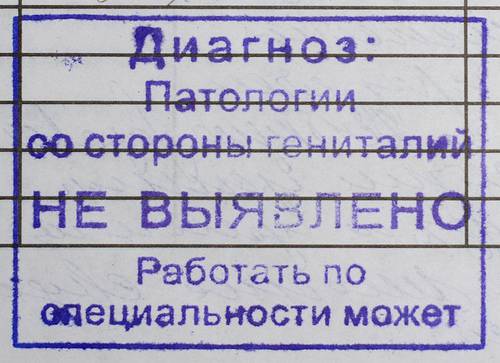 Диагноз:
Патологии
со стороны гениталий
НЕ ВЫЯВЛЕНО
Работать по
специальности может